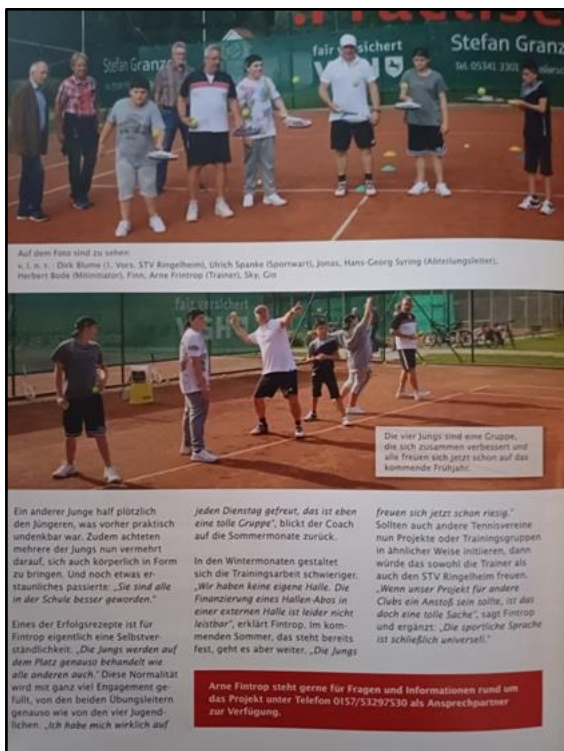 .Practise
fair versichert
VGH
Stefan Granz
Stefan Granze
Tel. 05341 3301
Auf dem Foto sind zu sehen:
v. l. n. r.: Dirk Blume (1. Vors. STV Ringelheim), Ulrich Spanke (Sportwart), Jonas, Hans-Georg Syring (Abteilungsleiter),
Herbert Bode (Mitinitiator), Finn, Arne Frintrop (Trainer), Sky, Gio
fair versichert
VGH
Die vier Jungs sind eine Gruppe,
die sich zusammen verbessert und
alle freuen sich jetzt schon auf das
kommende Frühjahr.
Ein anderer Junge half plötzlich
den Jüngeren, was vorher praktisch
undenkbar war. Zudem achteten
mehrere der Jungs nun vermehrt
darauf, sich auch körperlich in Form
zu bringen. Und noch etwas er-
staunliches passierte: „Sie sind alle
in der Schule besser geworden."
Eines der Erfolgsrezepte ist für
Fintrop eigentlich eine Selbstver-
ständlichkeit: „Die Jungs werden auf
dem Platz genauso behandelt wie
alle anderen auch." Diese Normalität
wird mit ganz viel Engagement ge-
füllt, von den beiden Übungsleitern
genauso wie von den vier Jugend-
lichen. „Ich habe mich wirklich auf
jeden Dienstag gefreut, das ist eben
eine tolle Gruppe", blickt der Coach
auf die Sommermonate zurück.
In den Wintermonaten gestaltet
sich die Trainingsarbeit schwieriger.
„Wir haben keine eigene Halle. Die
Finanzierung eines Hallen-Abos in
einer externen Halle ist leider nicht
leistbar", erklärt Fintrop. Im kom-
menden Sommer, das steht bereits
fest, geht es aber weiter. „Die Jungs
freuen sich jetzt schon riesig."
Sollten auch andere Tennisvereine
nun Projekte oder Trainingsgruppen
in ähnlicher Weise initiieren, dann
würde das sowohl die Trainer als
auch den STV Ringelheim freuen.
„Wenn unser Projekt für andere
Clubs ein Anstoß sein sollte, ist das
doch eine tolle Sache", sagt Fintrop
und ergänzt: „Die sportliche Sprache
ist schließlich universell."
Arne Fintrop steht gerne für Fragen und Informationen rund um
das Projekt unter Telefon 0157/53297530 als Ansprechpartner
zur Verfügung.